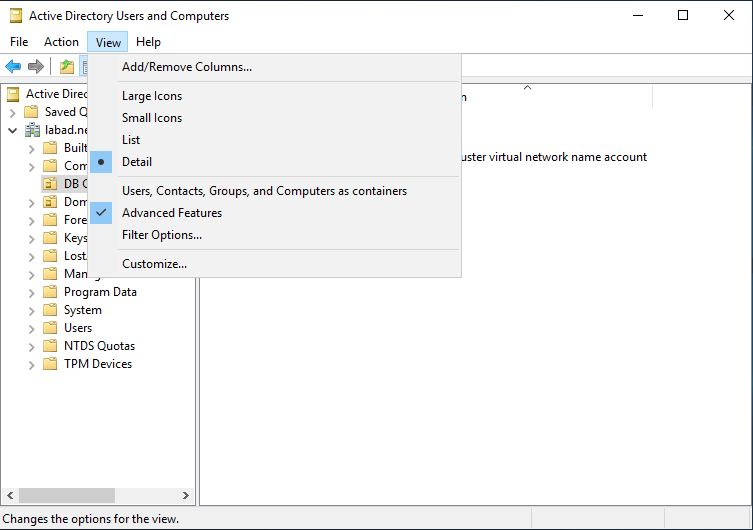 Active Directory Users and Computers
File Action View Help
Add/Remove Columns...
Large Icons
Small Icons
List
Detail
Users, Contacts, Groups, and Computers as containers
Advanced Features
Filter Options...
Customize...
Active Direc
Saved Q
labad.ne
Built
Com
DB C
Dom
Fore
Keys
Lost
Man
Program Data
System
Users
NTDS Quotas
TPM Devices
uster virtual network name account
Changes the options for the view.